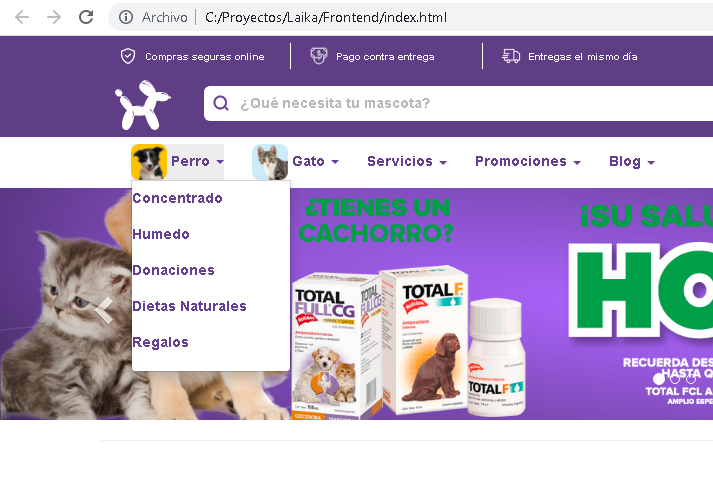 Archivo | C:/Proyectos/Laika/Frontend/index.html
Compras seguras online
Pago contra entrega
Entregas el mismo día
¿Qué necesita tu mascota?
Perro
Gato
Servicios
Promociones
Blog
Concentrado
Humedo
Donaciones
Dietas Naturales
Regalos
¿TIENES UN
CACHORRO?
TOTAL
FULL CG
TOTAL F
TOTAL F
¡SU SALU
HO
RECUERDA DES
HASTA Q
TOTAL FCL A
AMPLIO ESPE